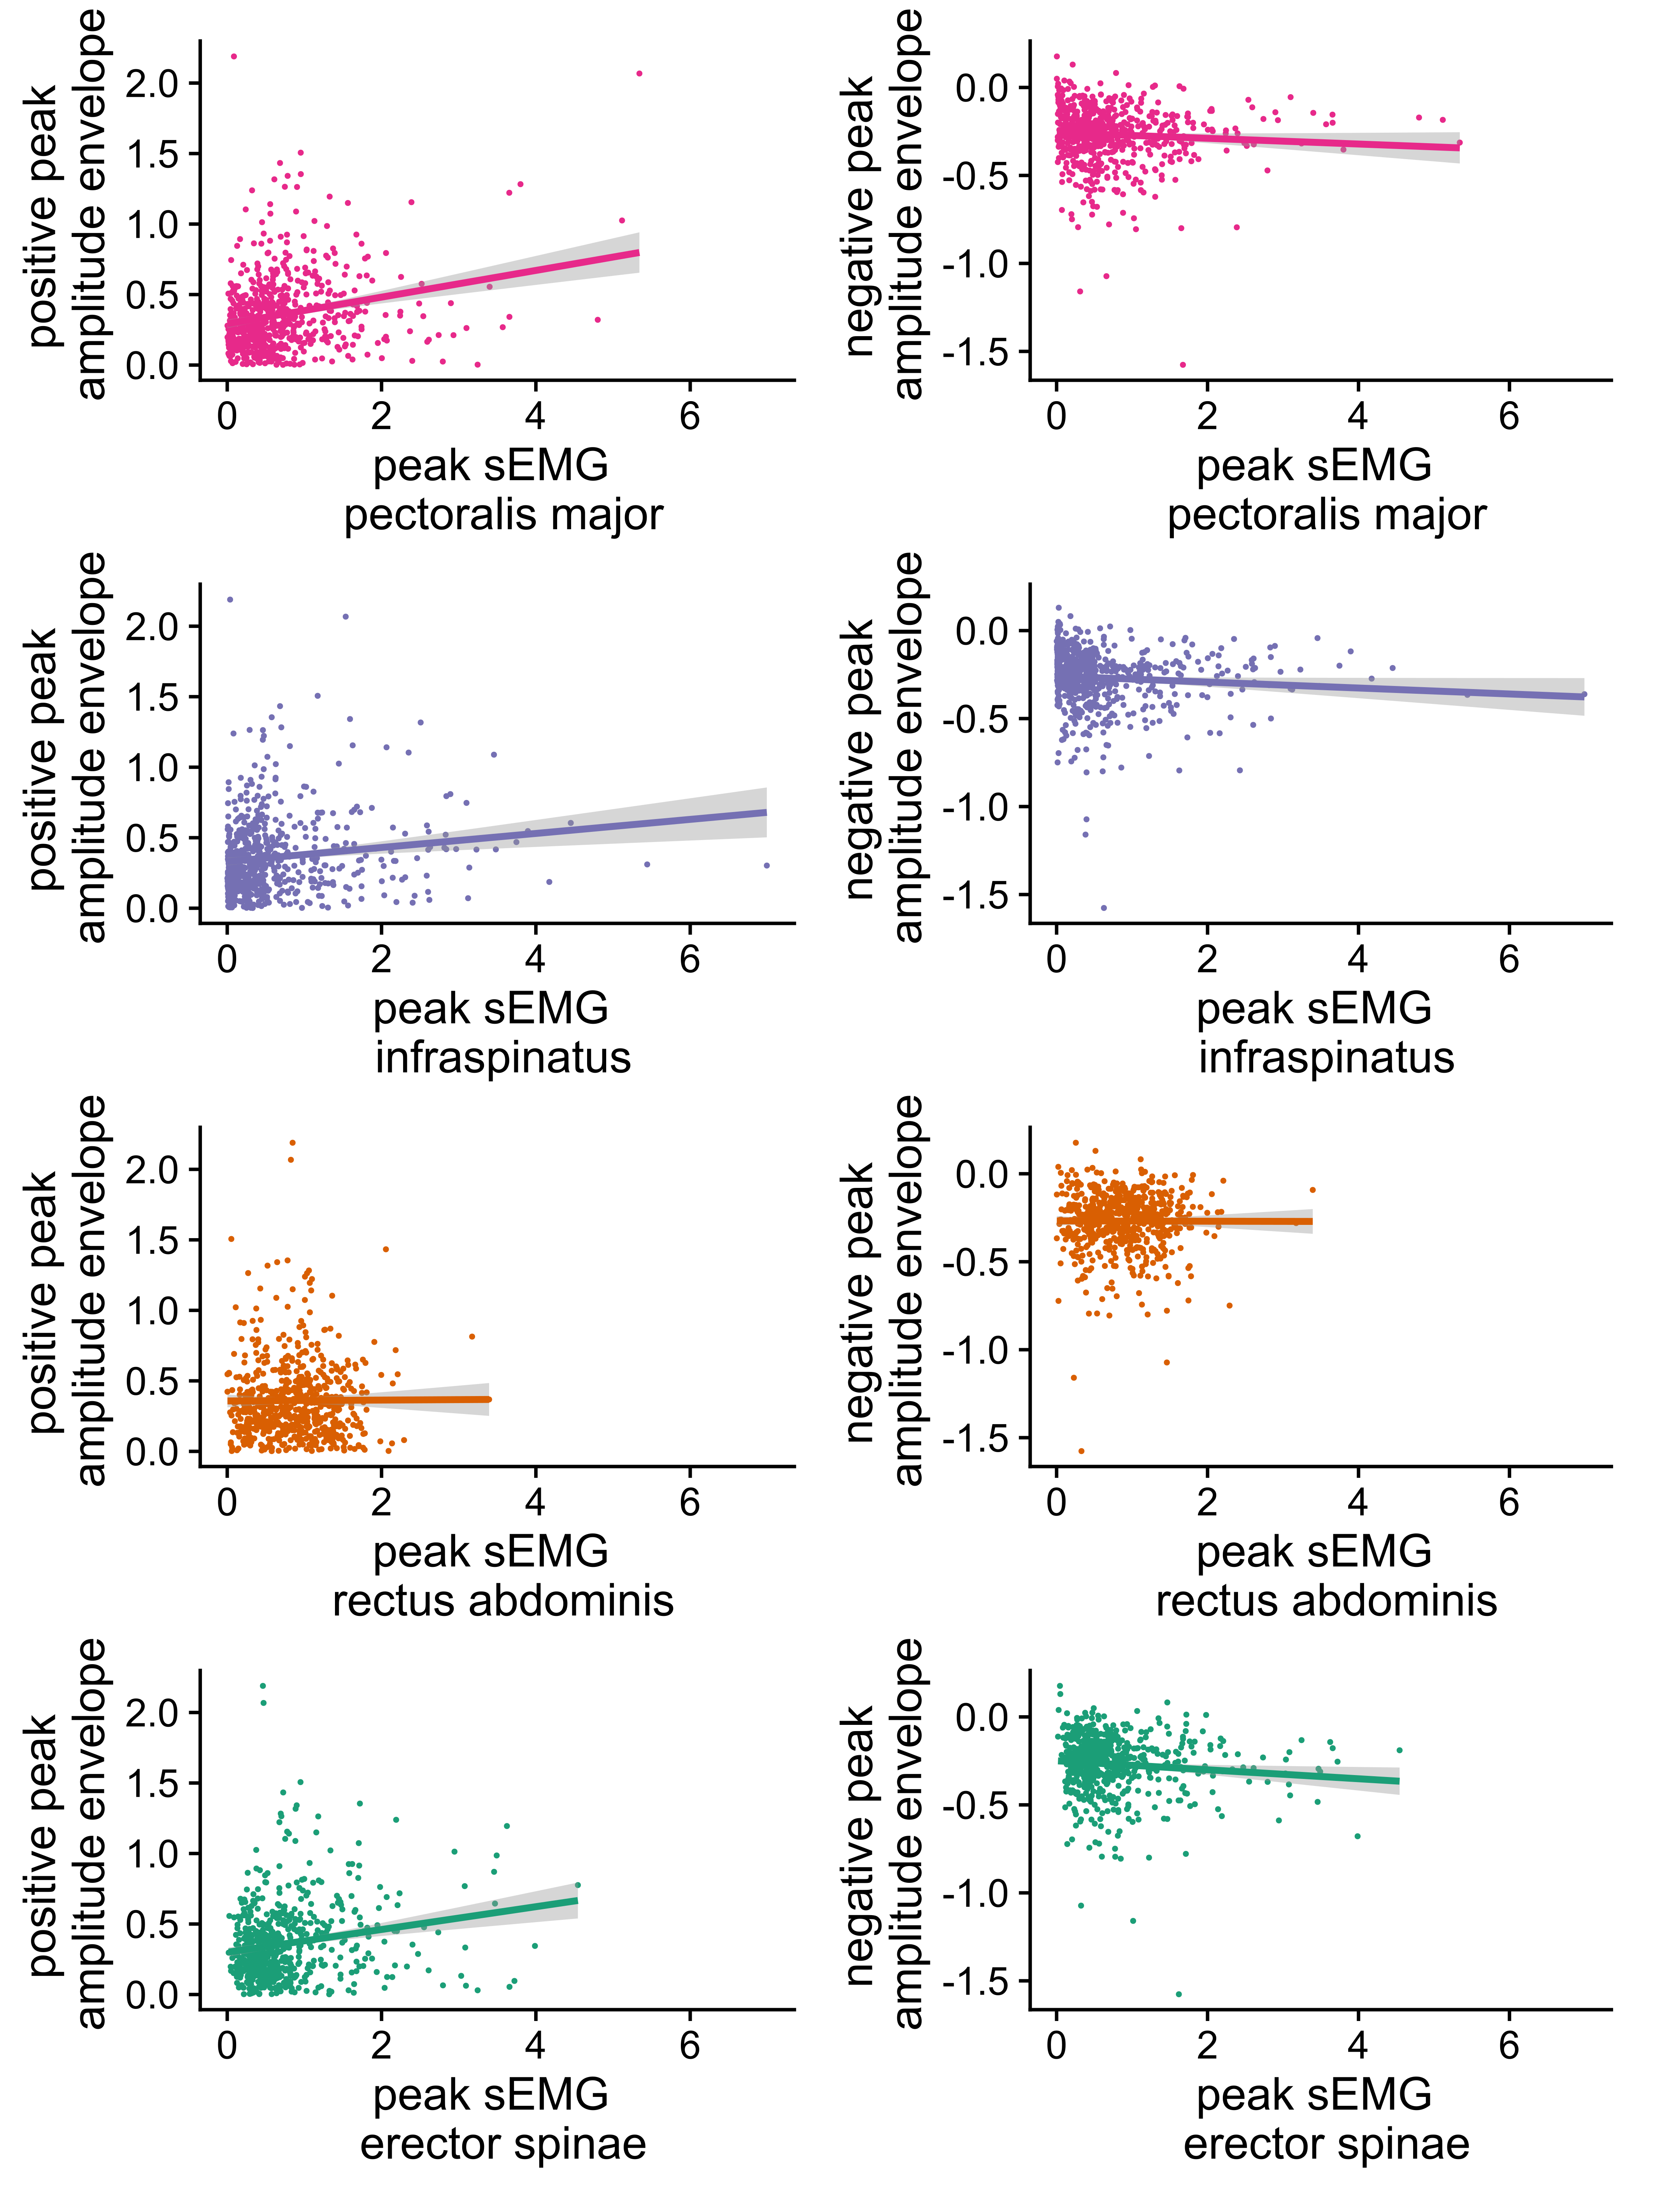 positive peak
amplitude envelope
2.0
1.5
1.0
0.5
0.0
0 2 4 6
peak sEMG
pectoralis major
negative peak
amplitude envelope
0.0
-0.5
-1.0
-1.5
0 2 4 6
peak sEMG
pectoralis major
positive peak
amplitude envelope
2.0
1.5
1.0
0.5
0.0
0 2 4 6
peak sEMG
infraspinatus
negative peak
amplitude envelope
0.0
-0.5
-1.0
-1.5
0 2 4 6
peak sEMG
infraspinatus
positive peak
amplitude envelope
2.0
1.5
1.0
0.5
0.0
0 2 4 6
peak sEMG
rectus abdominis
negative peak
amplitude envelope
0.0
-0.5
-1.0
-1.5
0 2 4 6
peak sEMG
rectus abdominis
positive peak
amplitude envelope
2.0
1.5
1.0
0.5
0.0
0 2 4 6
peak sEMG
erector spinae
negative peak
amplitude envelope
0.0
-0.5
-1.0
-1.5
0 2 4 6
peak sEMG
erector spinae